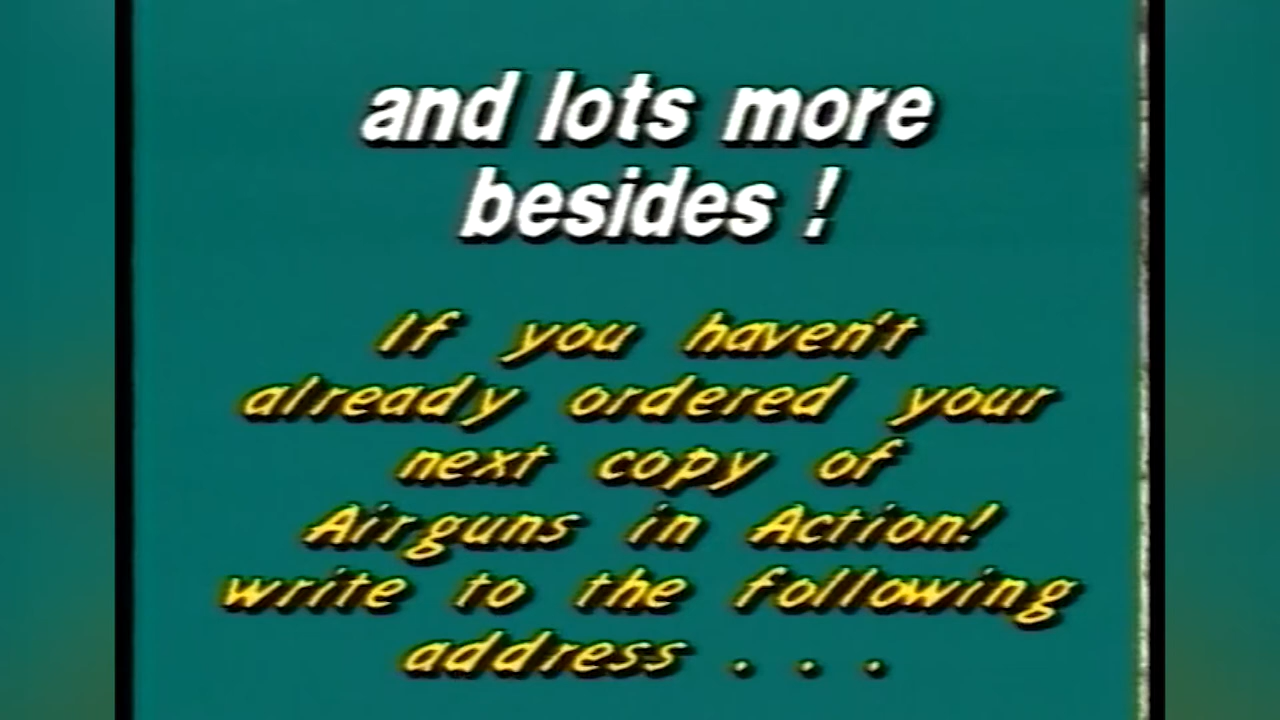 and lots more
besides !
If you haven't
already ordered your
next copy of
Airguns in Action!
write to the following
address . . .